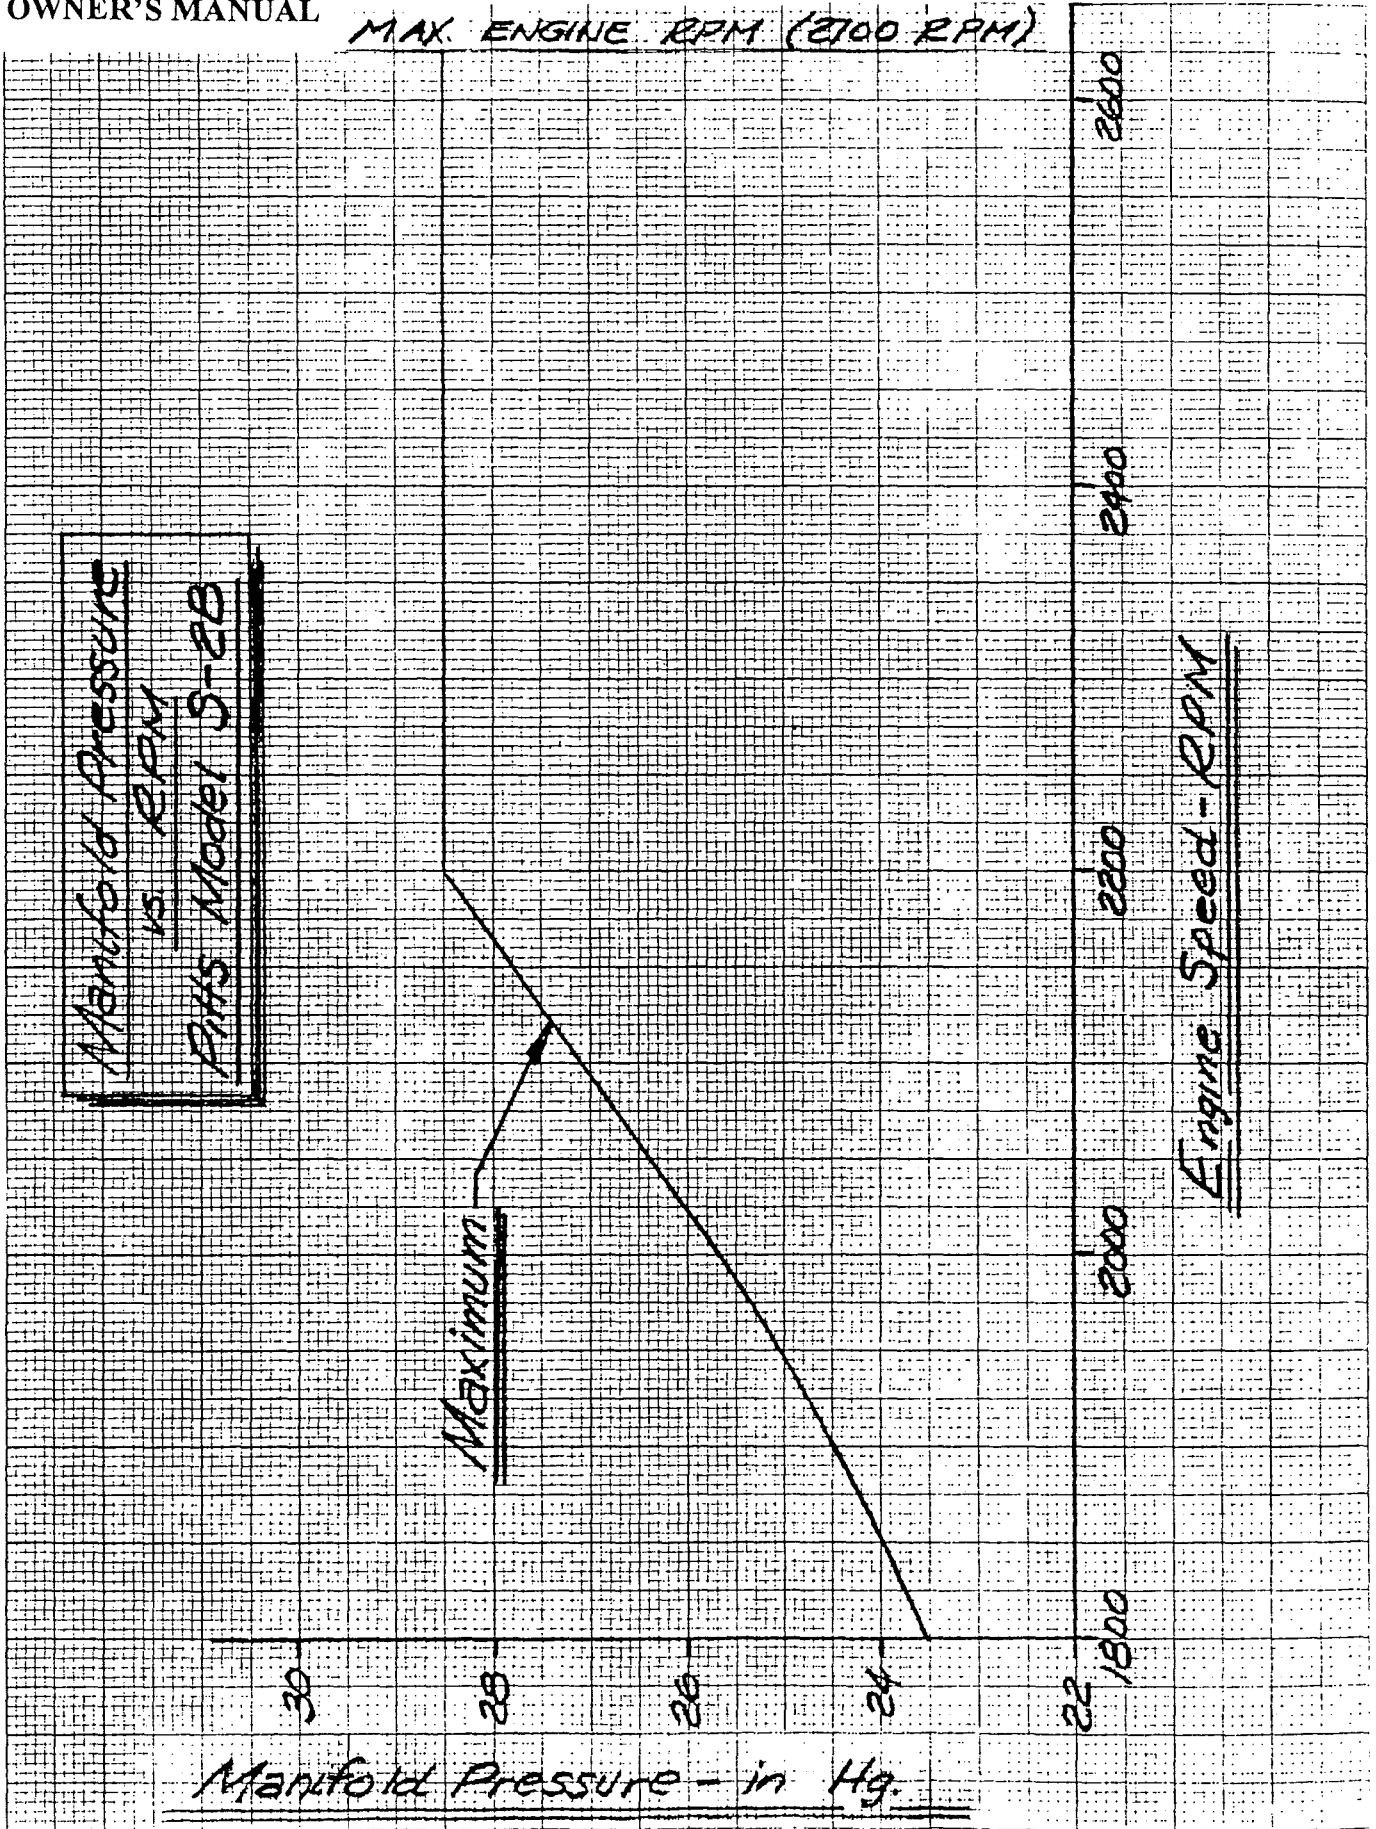 OWNER'S MANUAL
MAX. ENGINE RPM (2700 RPM)
Manifold Pressure
vs. RPM
Pitts Model S-2B
Maximum
30
28
26
24
22
Manifold Pressure - in Hg.
1800
2000
2200
2400
2600
Engine Speed - RPM